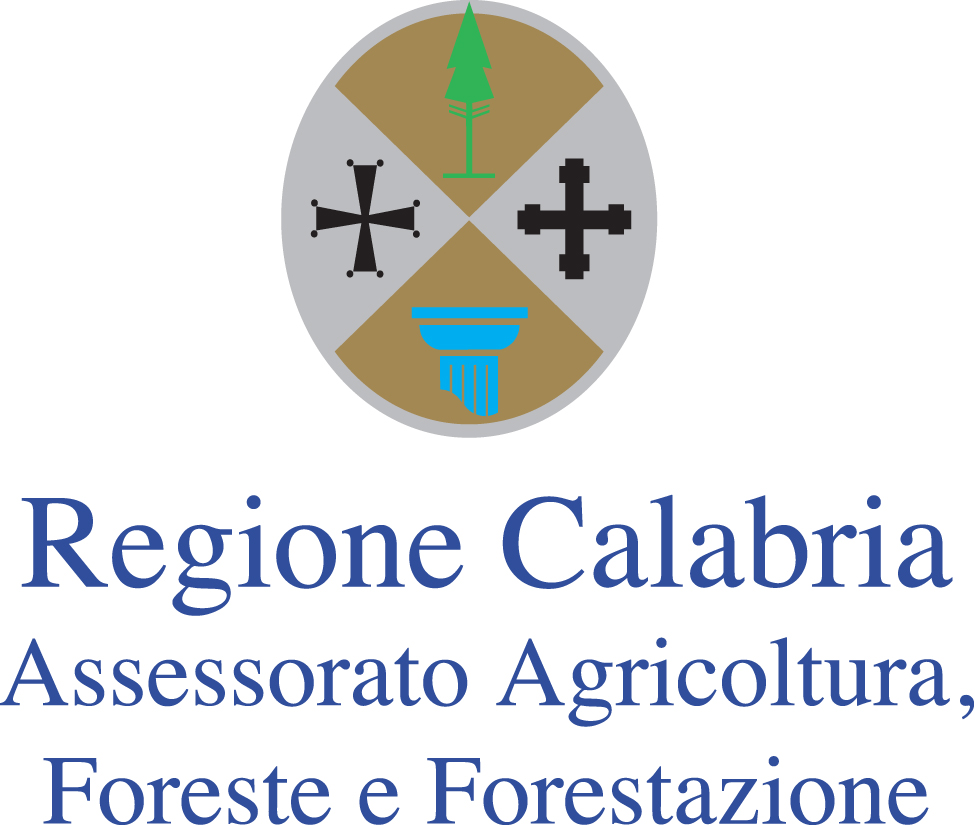 Regione Calabria
Assessorato Agricoltura,
Foreste e Forestazione